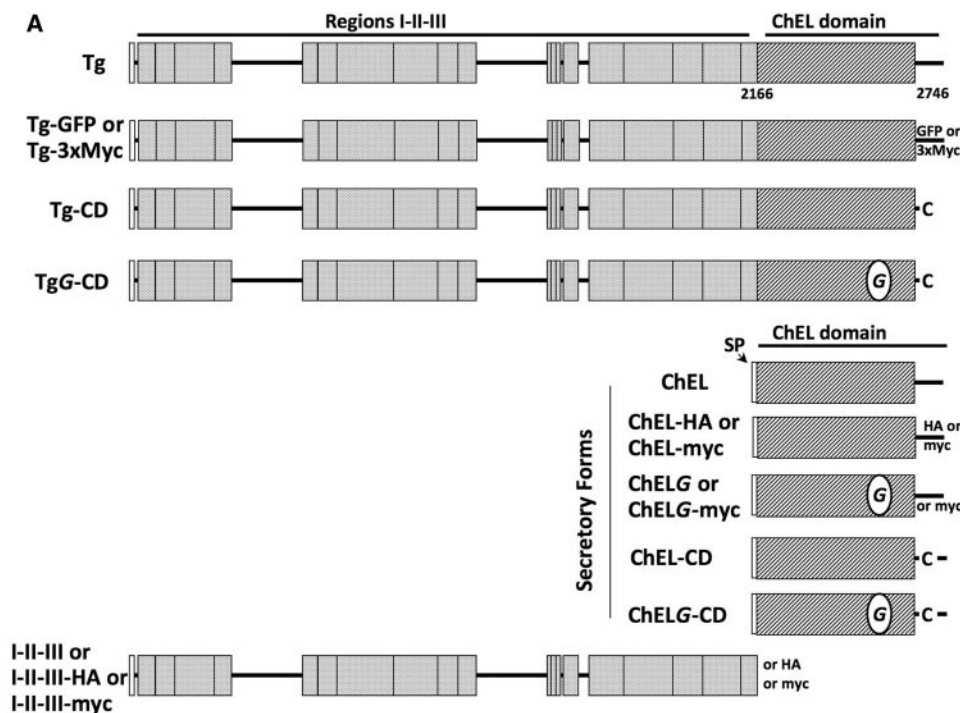 A
Regions I-II-III
ChEL domain
Tg
2166
2746
Tg-GFP or
Tg-3xMyc
GFP or
3xMyc
Tg-CD
C
TgG-CD
G
C
ChEL domain
SP
ChEL
Secretory Forms
ChEL-HA or
ChEL-myc
HA or
myc
ChELG or
ChELG-myc
G
or myc
ChEL-CD
C
ChELG-CD
G
C
I-II-III or
I-II-III-HA or
I-II-III-myc
or HA
or myc